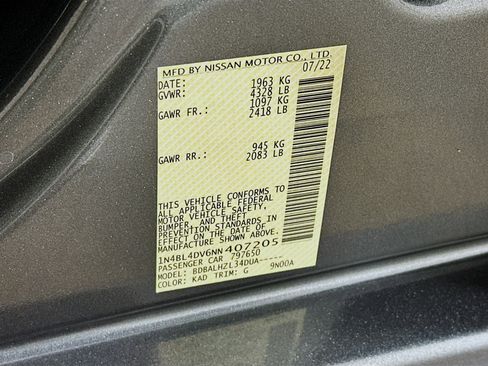 MFD BY NISSAN MOTOR CO., LTD.
DATE: 07/22
GVWR: 1963 KG
4328 LB
GAWR FR.: 1097 KG
2418 LB
GAWR RR.: 945 KG
2083 LB
THIS VEHICLE CONFORMS TO
ALL APPLICABLE FEDERAL
MOTOR VEHICLE SAFETY,
BUMPER, AND THEFT
PREVENTION STANDARDS IN
EFFECT ON THE DATE OF
MANUFACTURE SHOWN ABOVE.
1N4BL4DV6NN407205
PASSENGER CAR 797650
MODEL: BDBALHZL34DUA-----
COLOR: KAD TRIM: G 9N00A